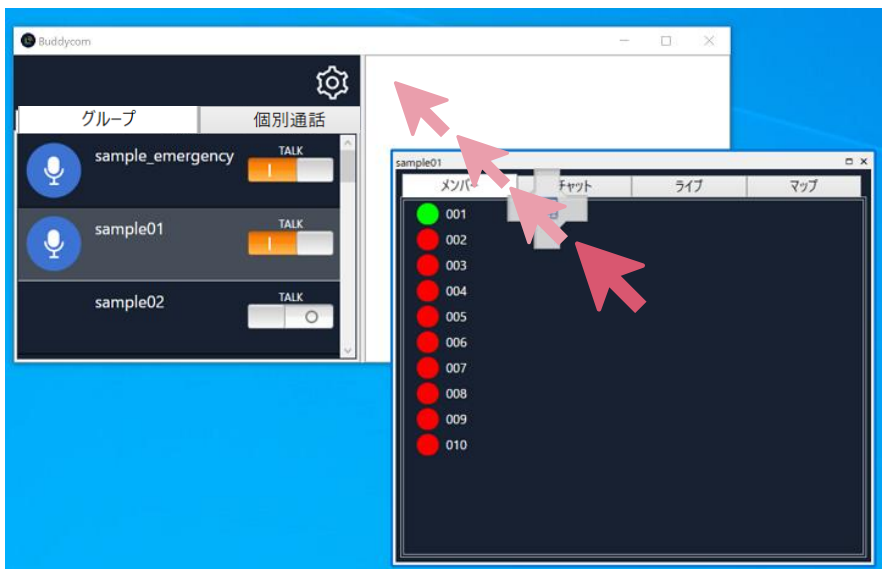 Buddycom
グループ
個別通話
sample_emergency
TALK
sample01
TALK
sample02
TALK
sample01
メンバー
チャット
ライブ
マップ
001
002
003
004
005
006
007
008
009
010